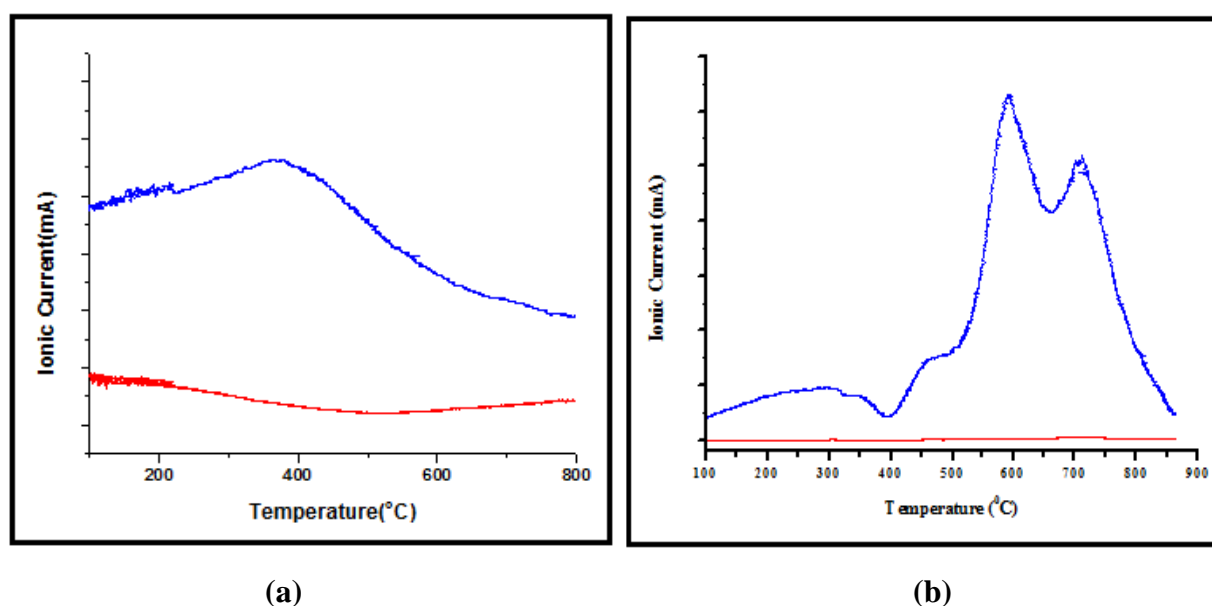 Ionic Current(mA)
200
400
600
800
Temperature(°C)
(a)
Ionic Current (mA)
100
200
300
400
500
600
700
800
900
Temperature (⁰C)
(b)